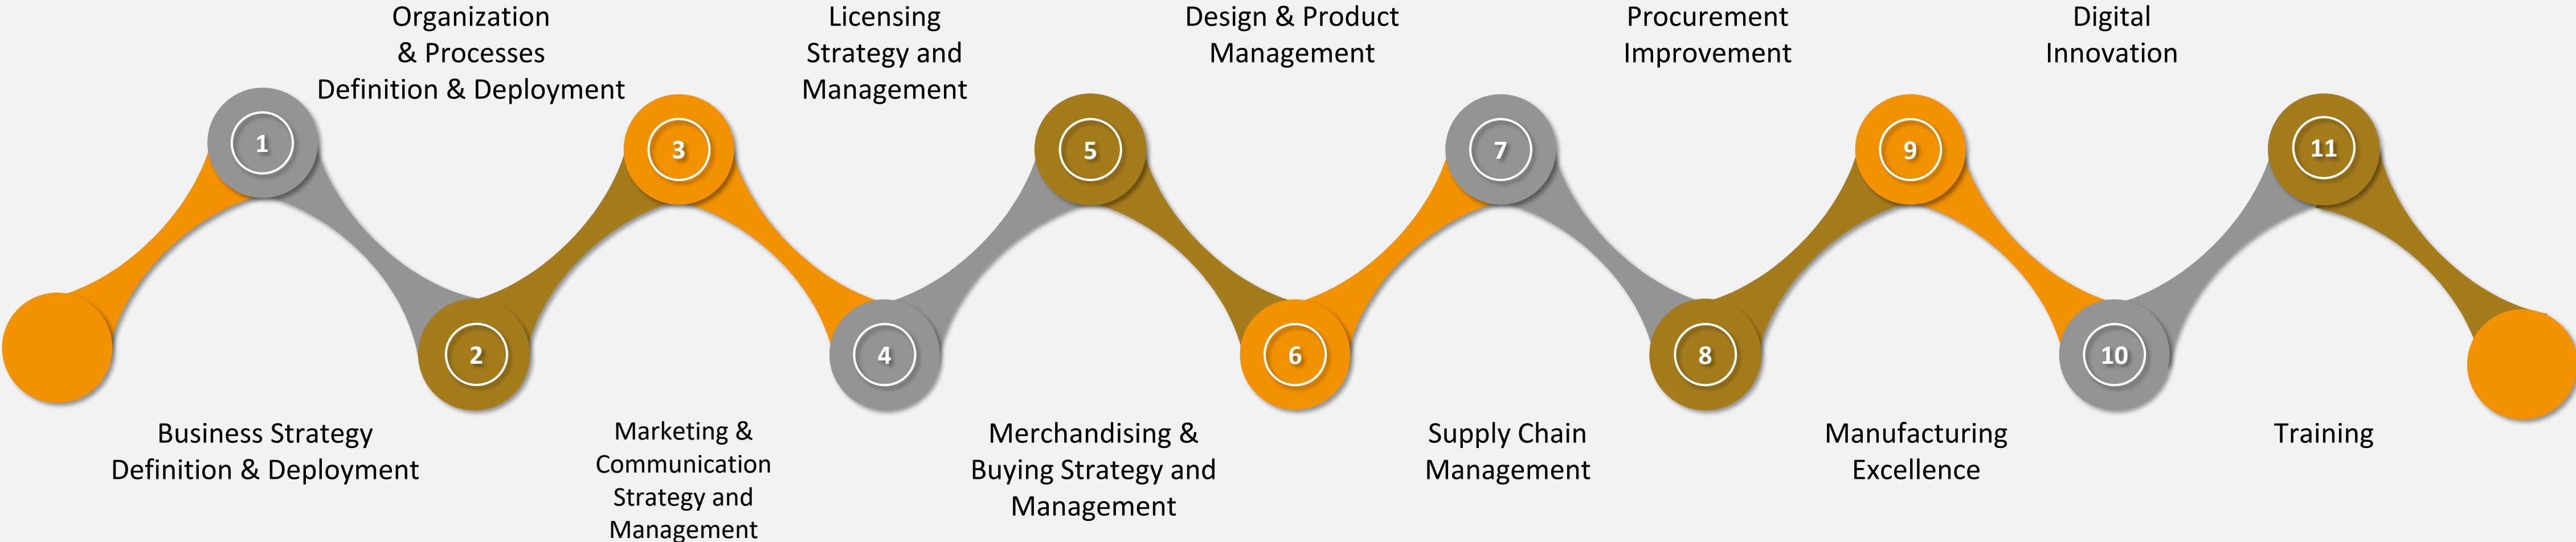 1
Business Strategy
Definition & Deployment
Organization
& Processes
Definition & Deployment
2
3
Marketing &
Communication
Strategy and
Management
Licensing
Strategy and
Management
4
5
Merchandising &
Buying Strategy and
Management
Design & Product
Management
6
7
Supply Chain
Management
Procurement
Improvement
8
9
Manufacturing
Excellence
Digital
Innovation
10
11
Training